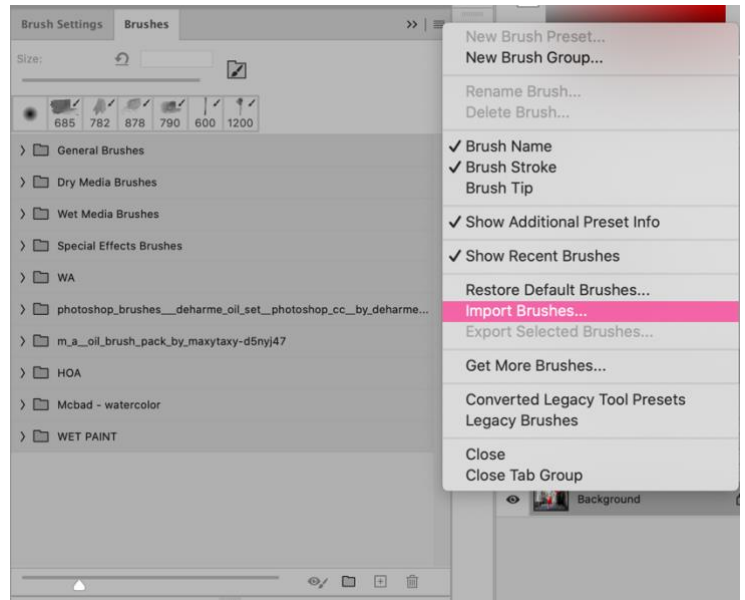 Brush Settings
Brushes
Size:
685 782 878 790 600 1200
General Brushes
Dry Media Brushes
Wet Media Brushes
Special Effects Brushes
WA
photoshop_brushes__deharme_oil_set__photoshop_cc__by_deharme...
m_a__oil_brush_pack_by_maxytaxy-d5nyj47
HOA
Mcbad - watercolor
WET PAINT
New Brush Preset...
New Brush Group...
Rename Brush...
Delete Brush...
Brush Name
Brush Stroke
Brush Tip
Show Additional Preset Info
Show Recent Brushes
Restore Default Brushes...
Import Brushes...
Export Selected Brushes...
Get More Brushes...
Converted Legacy Tool Presets
Legacy Brushes
Close
Close Tab Group
Background